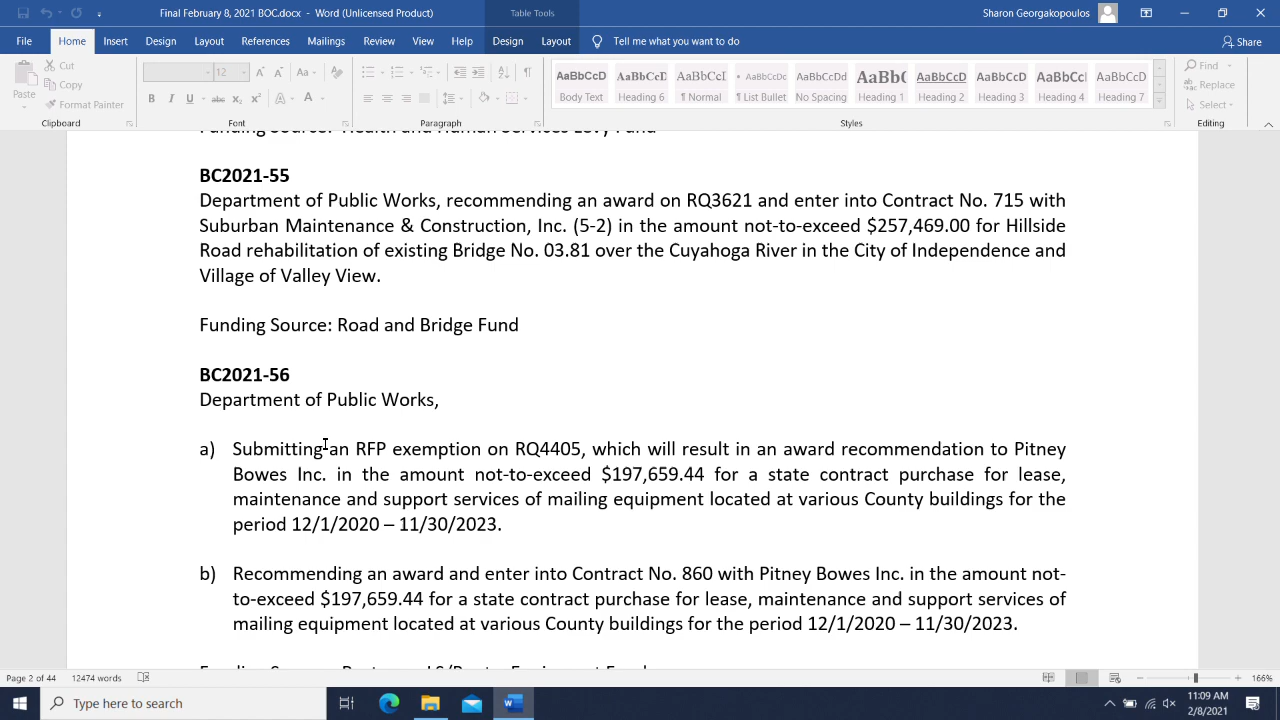 Final February 8, 2021 BOC.docx - Word (Unlicensed Product)
Table Tools
Sharon Georgakopoulos
File Home Insert Design Layout References Mailings Review View Help Design Layout Tell me what you want to do Share
Cut
Copy
Format Painter
Paste
12
Clipboard Font Paragraph Styles Editing
AaBbCcD AaBbCcD AaBbCcI AaBbCcD AaBbCcDd AaBb( AaBbCcD AaBbCcD AaBbCc AaBbCcD
Body Text Heading 6 ¶ Normal ¶ List Bullet No Spacing Heading 1 Heading 2 Heading 3 Heading 4 Heading 7
Find
Replace
Select
Funding Source: Health and Human Services Levy Fund
BC2021-55
Department of Public Works, recommending an award on RQ3621 and enter into Contract No. 715 with
Suburban Maintenance & Construction, Inc. (5-2) in the amount not-to-exceed $257,469.00 for Hillside
Road rehabilitation of existing Bridge No. 03.81 over the Cuyahoga River in the City of Independence and
Village of Valley View.
Funding Source: Road and Bridge Fund
BC2021-56
Department of Public Works,
a) Submitting an RFP exemption on RQ4405, which will result in an award recommendation to Pitney
Bowes Inc. in the amount not-to-exceed $197,659.44 for a state contract purchase for lease,
maintenance and support services of mailing equipment located at various County buildings for the
period 12/1/2020 – 11/30/2023.
b) Recommending an award and enter into Contract No. 860 with Pitney Bowes Inc. in the amount not-
to-exceed $197,659.44 for a state contract purchase for lease, maintenance and support services of
mailing equipment located at various County buildings for the period 12/1/2020 – 11/30/2023.
Page 2 of 44 12474 words 166%
Type here to search
11:09 AM
2/8/2021